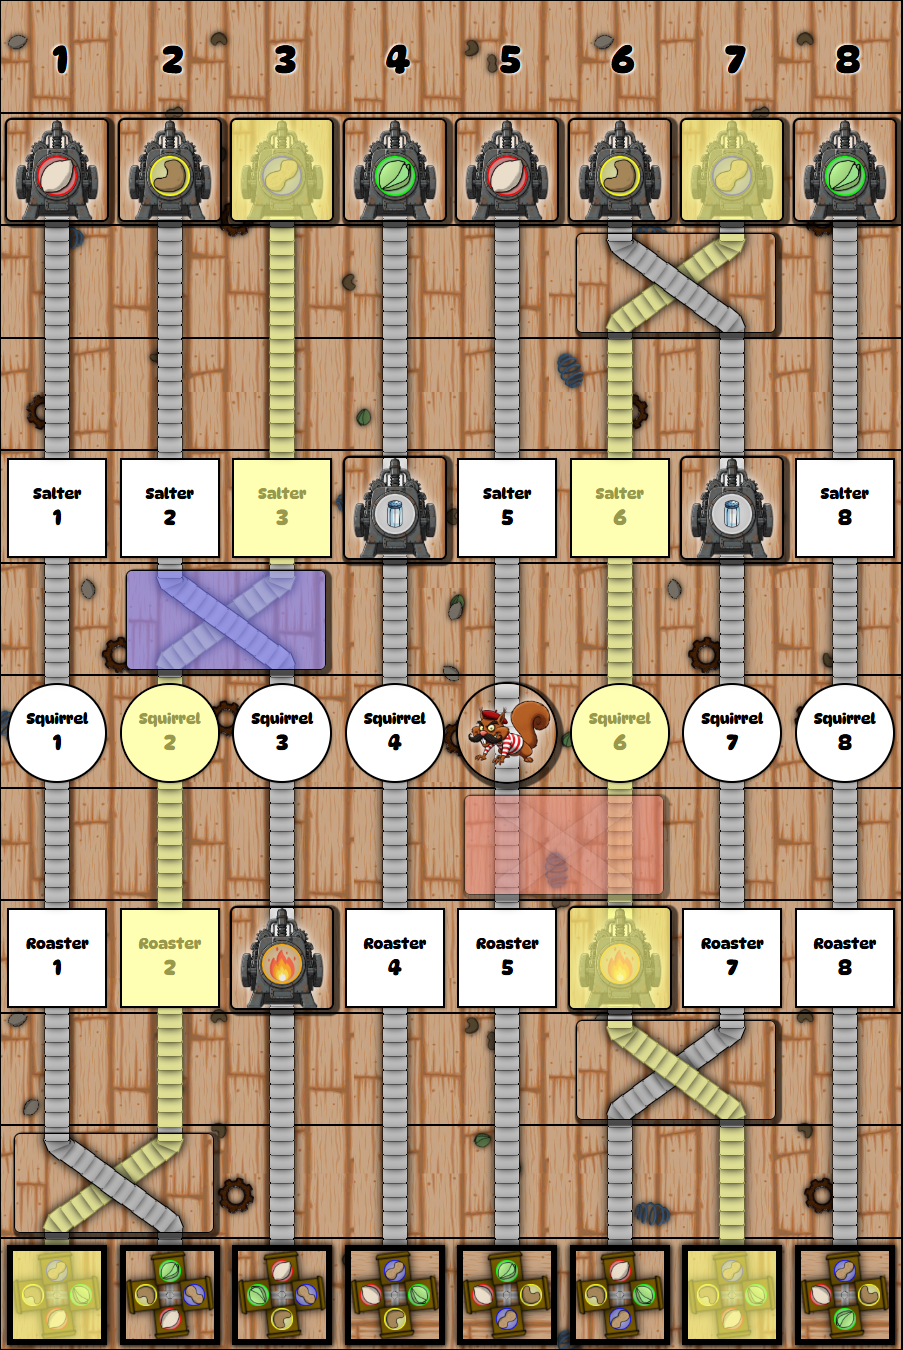 1 2 3 4 5 6 7 8
Salter Salter Salter Salter Salter Salter
1 2 3 5 6 8
Squirrel Squirrel Squirrel Squirrel Squirrel Squirrel Squirrel
1 2 3 4 6 7 8
Roaster Roaster Roaster Roaster Roaster Roaster
1 2 4 5 7 8